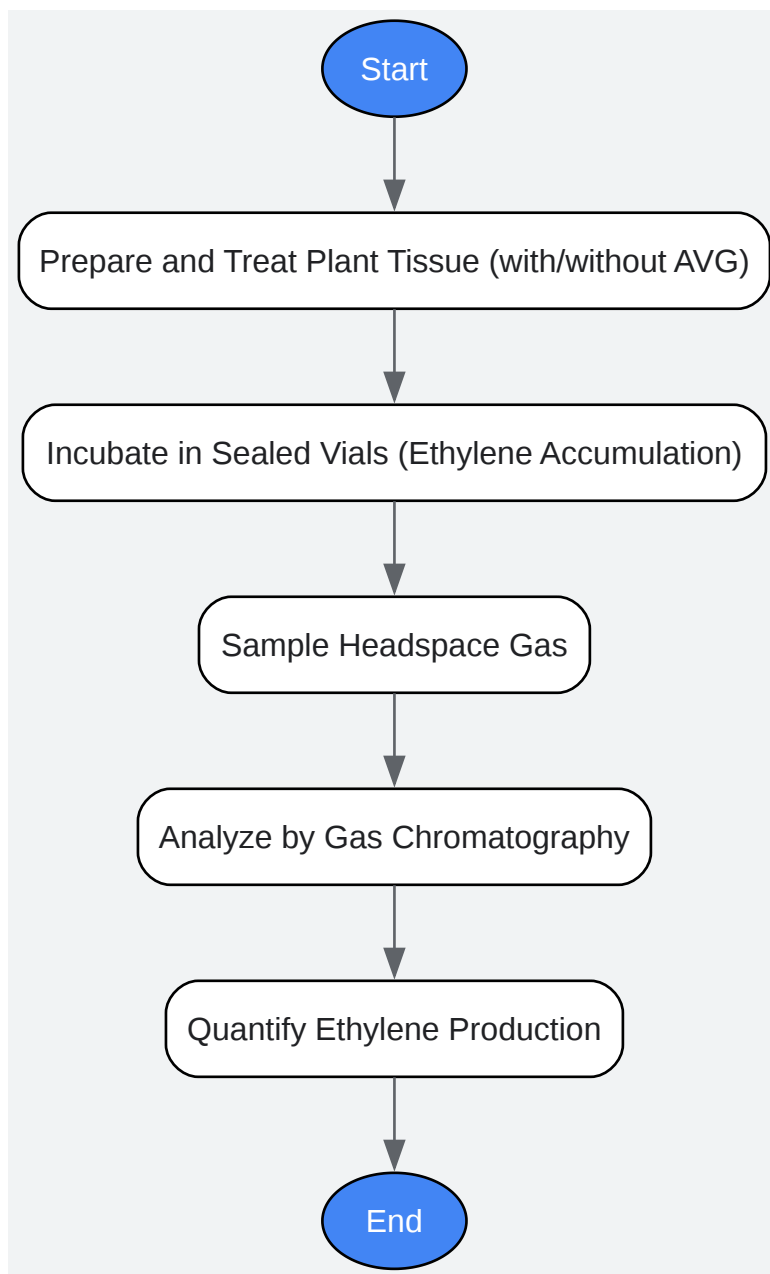 Start
Prepare and Treat Plant Tissue (with/without AVG)
Incubate in Sealed Vials (Ethylene Accumulation)
Sample Headspace Gas
Analyze by Gas Chromatography
Quantify Ethylene Production
End